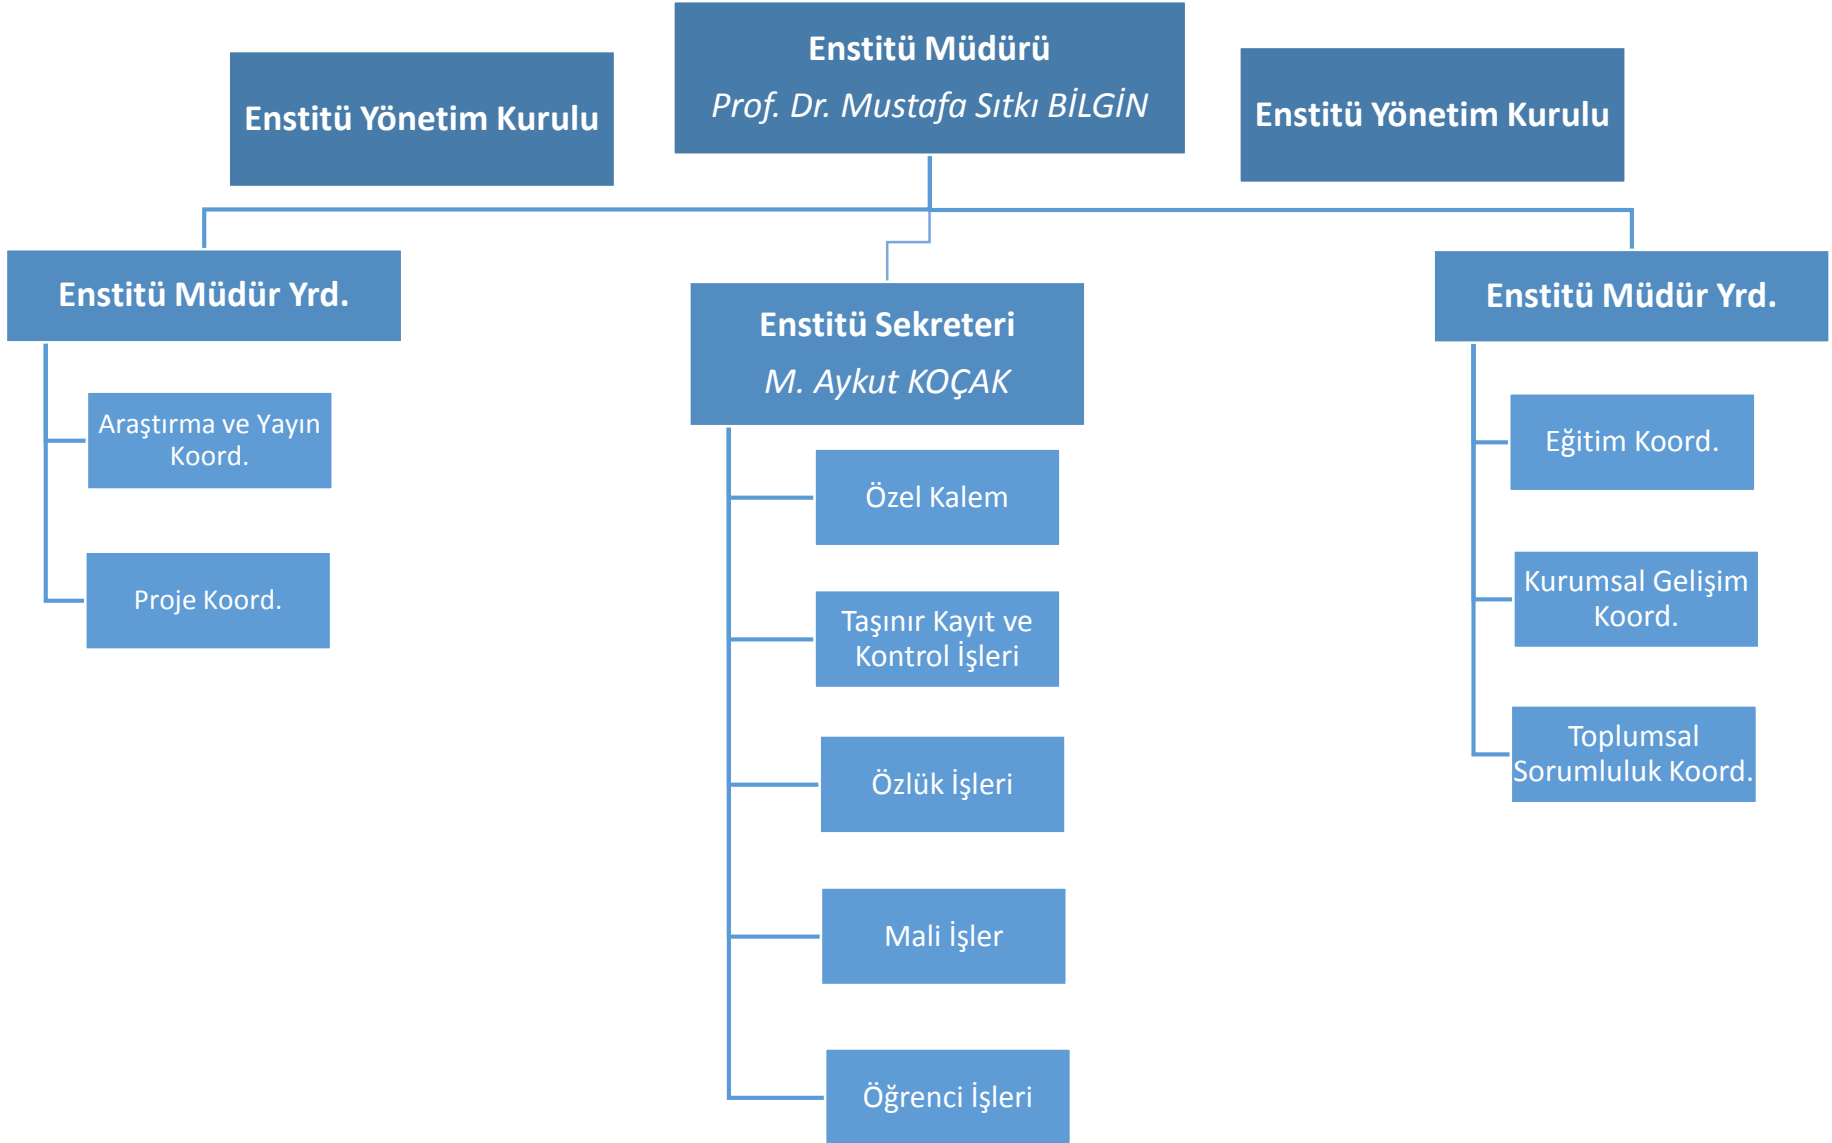 Enstitü Müdürü
Prof. Dr. Mustafa Sıtkı BİLGİN
Enstitü Yönetim Kurulu
Enstitü Yönetim Kurulu
Enstitü Müdür Yrd.
Araştırma ve Yayın
Koord.
Proje Koord.
Enstitü Sekreteri
M. Aykut KOÇAK
Özel Kalem
Taşınır Kayıt ve
Kontrol İşleri
Özlük İşleri
Mali İşler
Öğrenci İşleri
Enstitü Müdür Yrd.
Eğitim Koord.
Kurumsal Gelişim
Koord.
Toplumsal
Sorumluluk Koord.